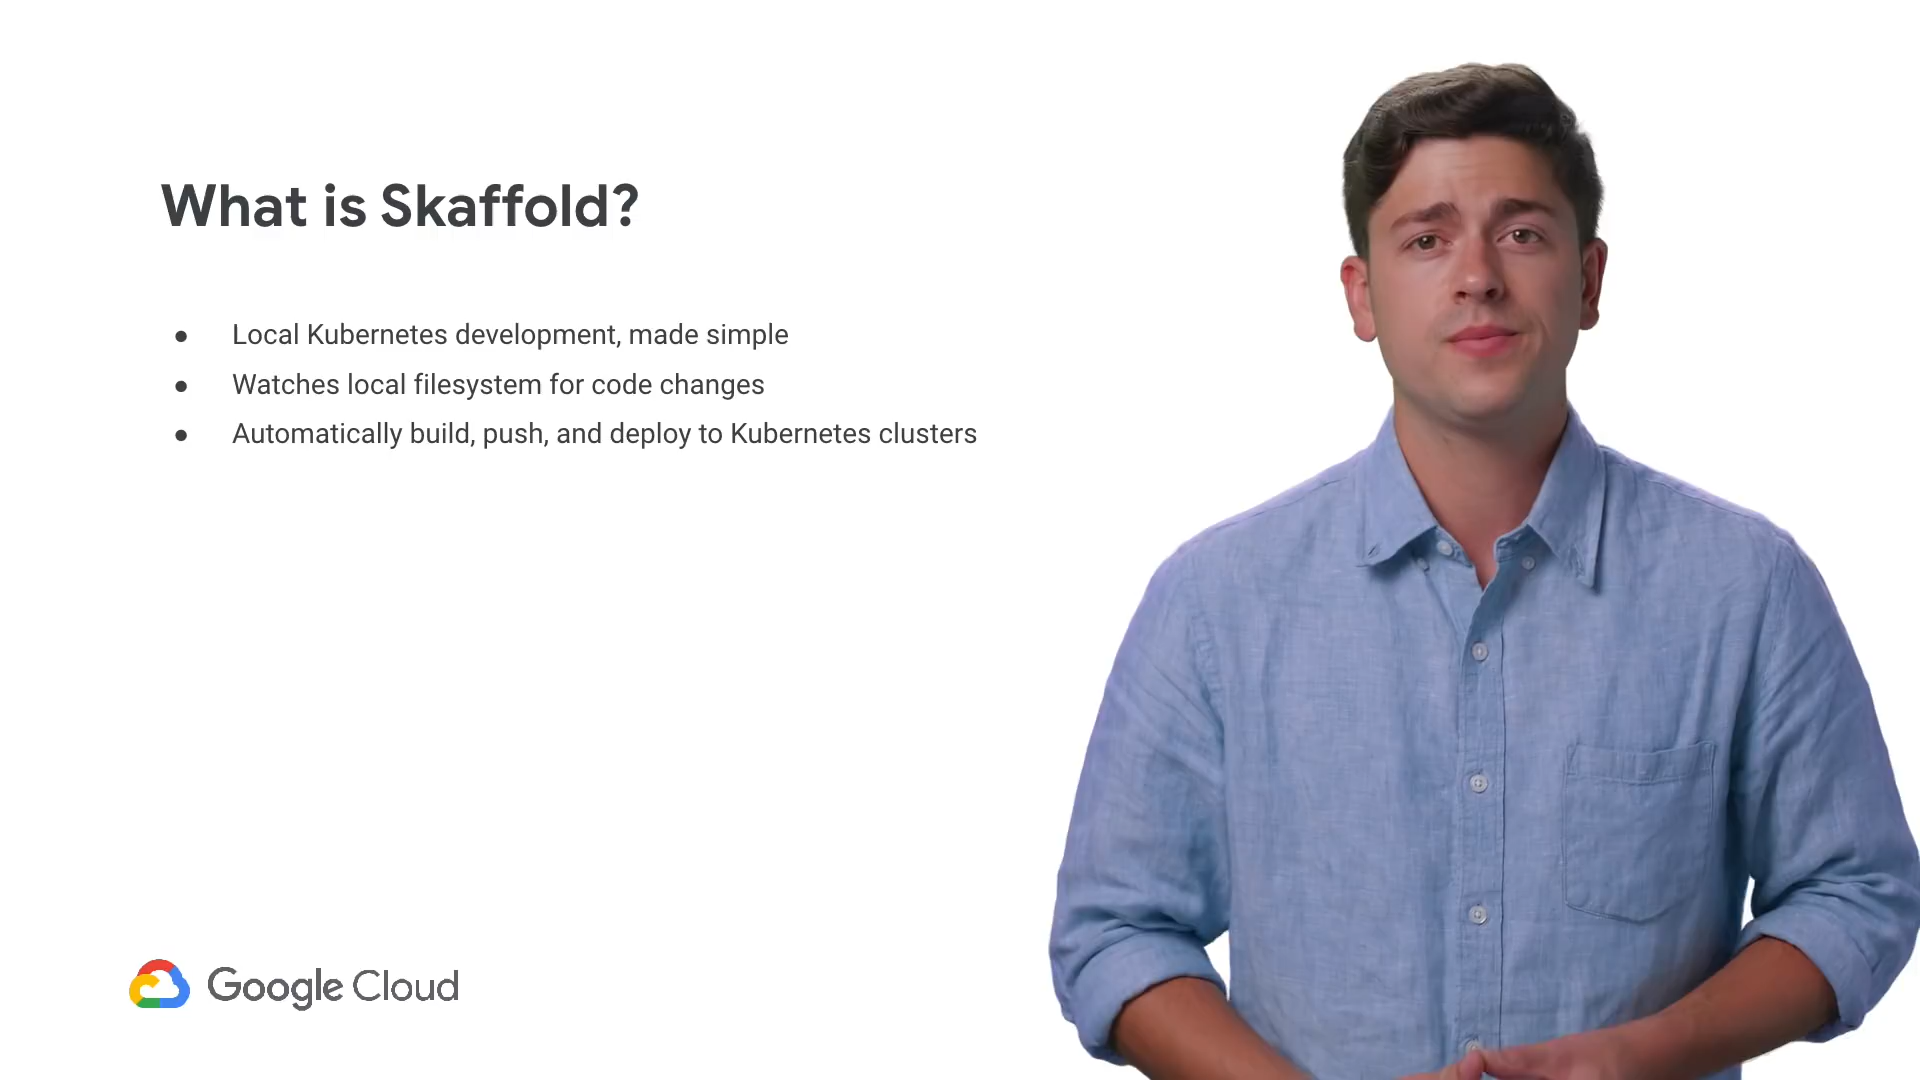 What is Skaffold?
● Local Kubernetes development, made simple
● Watches local filesystem for code changes
● Automatically build, push, and deploy to Kubernetes clusters
Google Cloud